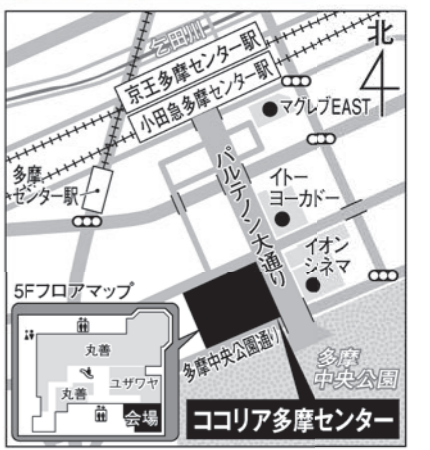 北
乞田川
京王多摩センター駅
小田急多摩センター駅
マグレブEAST
多摩
センター駅
パルテノン大通り
イトー
ヨーカドー
イオン
シネマ
5Fフロアマップ
丸善
丸善
ユザワヤ
会場
多摩中央公園通り
多摩
中央公園
ココリア多摩センター